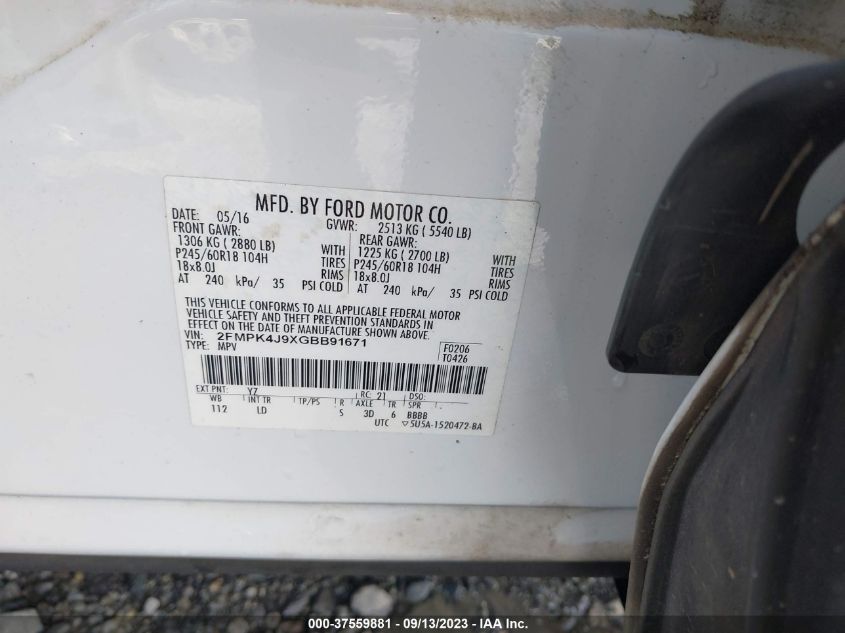 MFD. BY FORD MOTOR CO.
DATE: 05/16 GVWR: 2513 KG ( 5540 LB)
FRONT GAWR: REAR GAWR:
1306 KG ( 2880 LB) WITH 1225 KG ( 2700 LB) WITH
P245/60R18 104H TIRES P245/60R18 104H TIRES
18x8.0J RIMS 18x8.0J RIMS
AT 240 kPa/ 35 PSI COLD AT 240 kPa/ 35 PSI COLD
THIS VEHICLE CONFORMS TO ALL APPLICABLE FEDERAL MOTOR
VEHICLE SAFETY AND THEFT PREVENTION STANDARDS IN
EFFECT ON THE DATE OF MANUFACTURE SHOWN ABOVE.
VIN: 2FMPK4J9XGBB91671 F0206
TYPE: MPV T0426
EXT PNT: YZ RC: 21 DSO:
WB INT TR TP/PS R AXLE TR SPR
112 LD S 3D 6 BBBB
UTC ▽5U5A-1520472-BA
000-37559881 - 09/13/2023 - IAAI.COM